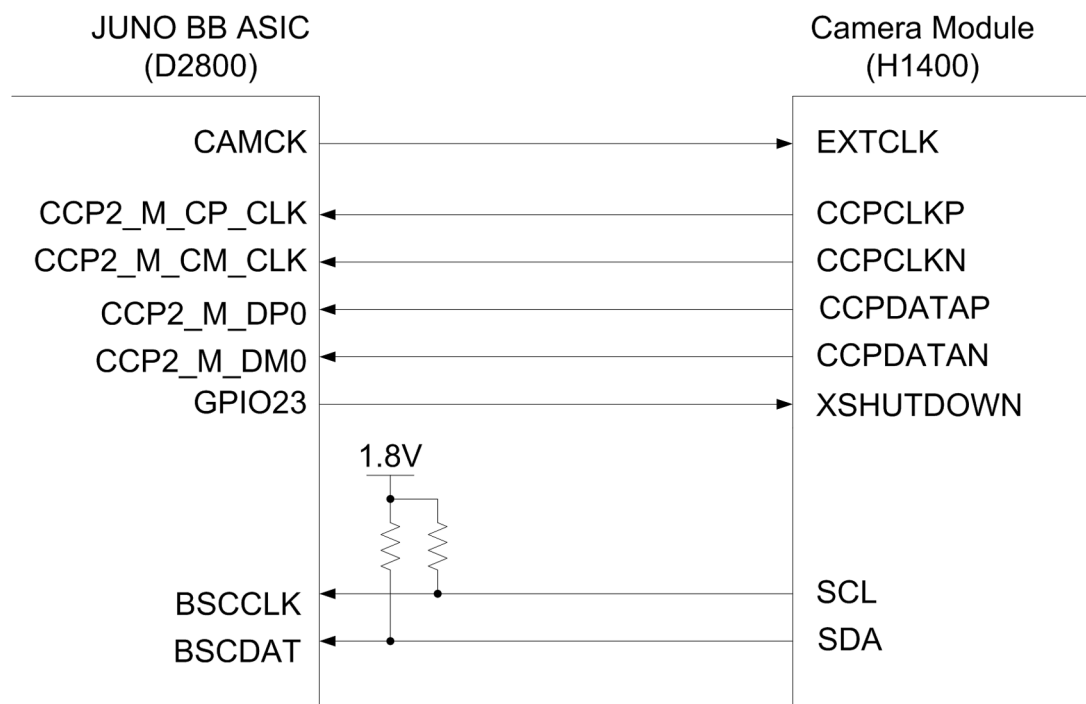 JUNO BB ASIC
(D2800)
Camera Module
(H1400)
CAMCK
EXTCLK
CCP2_M_CP_CLK
CCPCLKP
CCP2_M_CM_CLK
CCPCLKN
CCP2_M_DP0
CCPDATAP
CCP2_M_DM0
CCPDATAN
GPIO23
XSHUTDOWN
1.8V
BSCCLK
SCL
BSCDAT
SDA